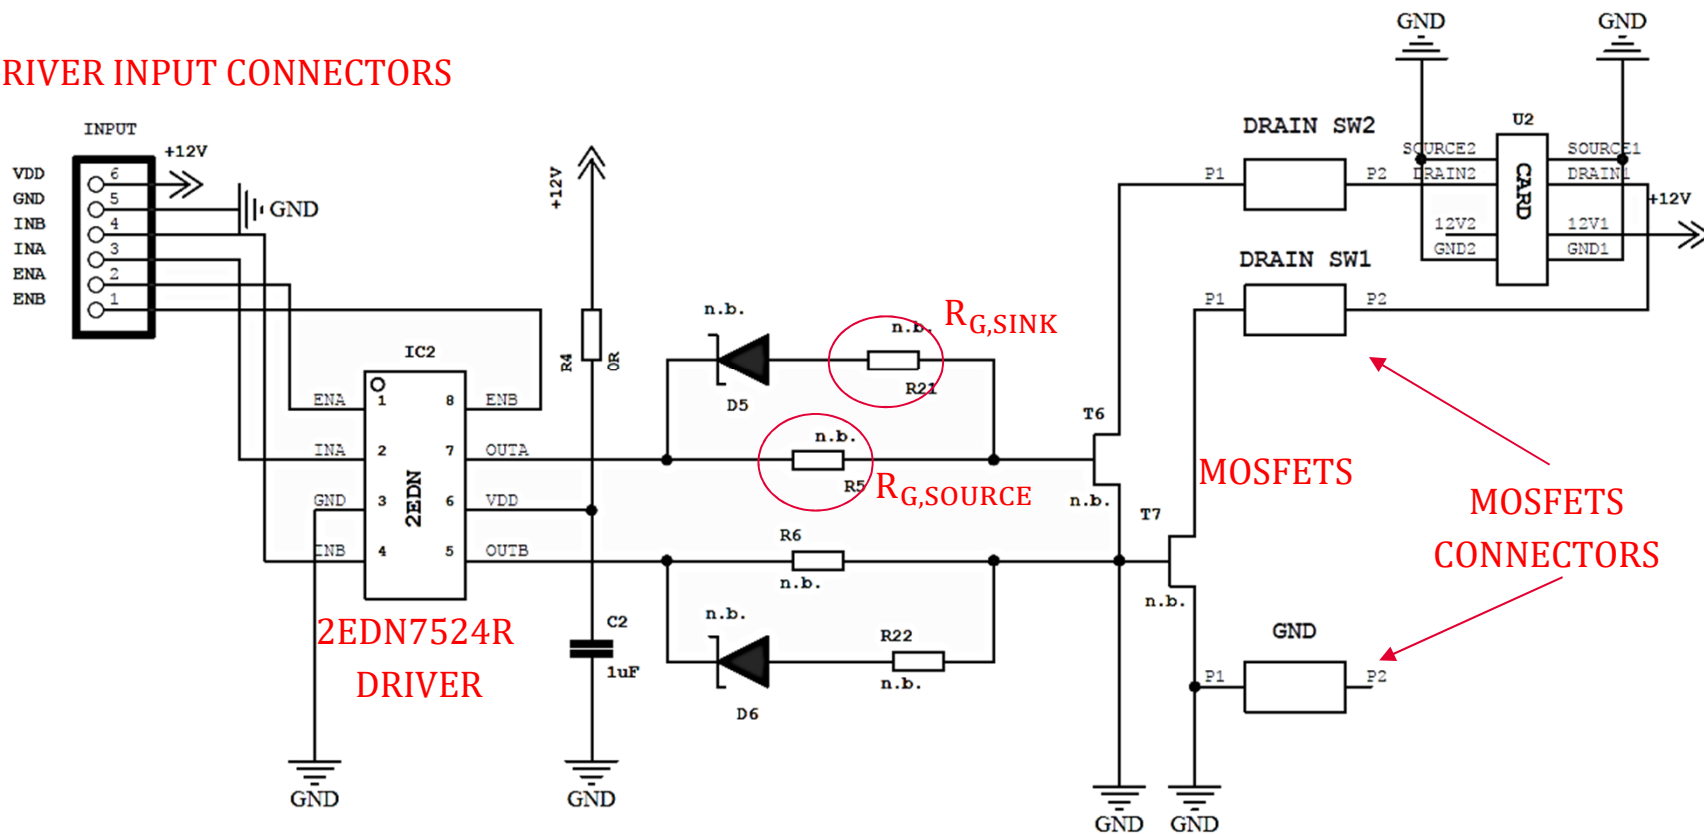 GND
GND
RIVER INPUT CONNECTORS
INPUT
+12V
VDD
GND
INB
INA
ENA
ENB
6
5
4
3
2
1
GND
+12V
R4
0R
DRAIN SW2
P1
P2
U2
CARD
SOURCE2
DRAIN2
12V2
GND2
SOURCE1
DRAIN1
12V1
GND1
+12V
DRAIN SW1
P1
P2
n.b.
D5
n.b.
R21
RG,SINK
n.b.
R5
RG,SOURCE
IC2
ENA
INA
GND
INB
1
2
3
4
8
7
6
5
2EDN
ENB
OUTA
VDD
OUTB
T6
n.b.
MOSFETS
T7
n.b.
MOSFETS
CONNECTORS
R6
n.b.
n.b.
D6
R22
n.b.
2EDN7524R
DRIVER
C2
1uF
GND
P1
P2
GND
GND
GND
GND